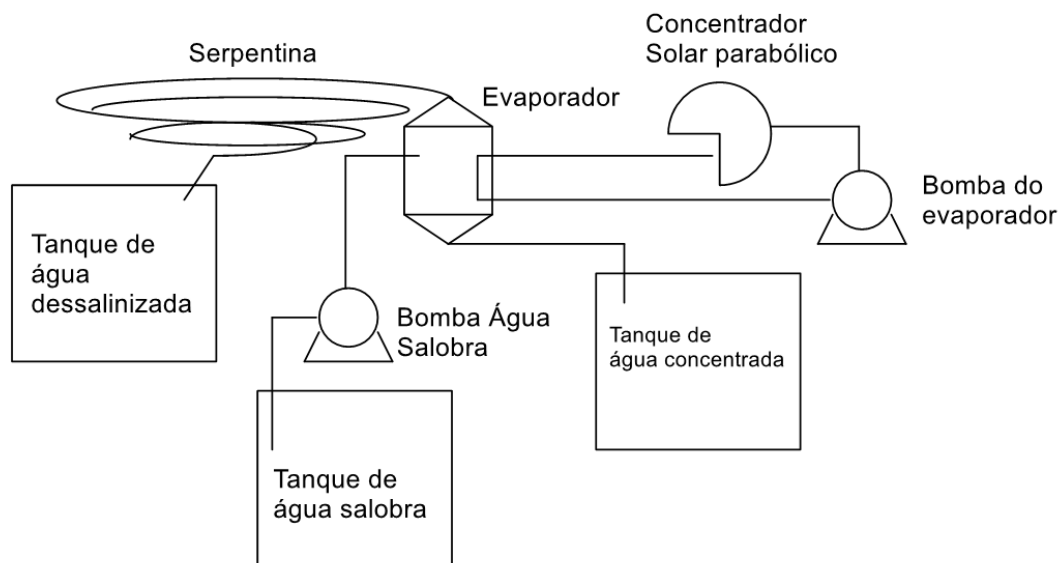 Serpentina
Concentrador
Solar parabólico
Evaporador
Bomba do
evaporador
Tanque de
água
dessalinizada
Bomba Água
Salobra
Tanque de
água concentrada
Tanque de
água salobra